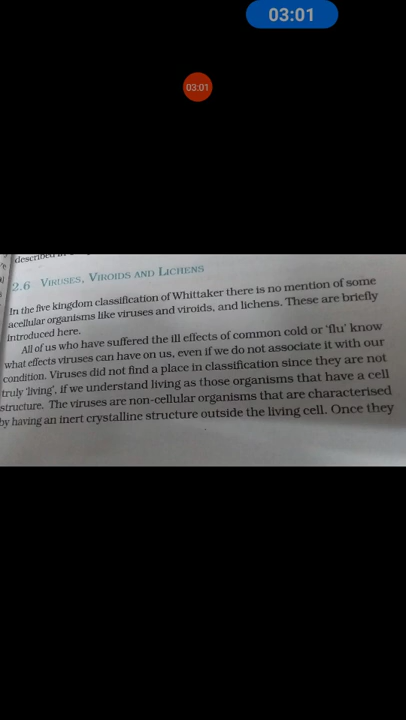 03:01
03:01
described
2.6 VIRUSES, VIROIDS AND LICHENS
In the five kingdom classification of Whittaker there is no mention of some
acellular organisms like viruses and viroids, and lichens. These are briefly
introduced here.
All of us who have suffered the ill effects of common cold or 'flu' know
what effects viruses can have on us, even if we do not associate it with our
condition. Viruses did not find a place in classification since they are not
truly 'living', if we understand living as those organisms that have a cell
structure. The viruses are non-cellular organisms that are characterised
by having an inert crystalline structure outside the living cell. Once they